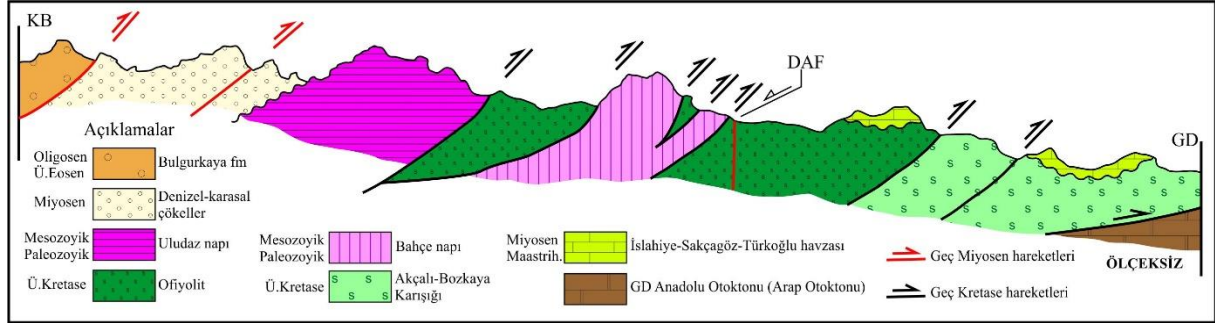 KB
DAF
GD
Açıklamalar
Oligosen
Ü.Eosen
Bulgurkaya fm
Miyosen
Denizel-karasal
çökeller
Mesozoyik
Paleozoyik
Uludaz napı
Ü.Kretase
Ofiyolit
Mesozoyik
Paleozoyik
Bahçe napı
Ü.Kretase
Akçalı-Bozkaya
Karışığı
Miyosen
Maastrih.
İslahiye-Sakçagöz-Türkoğlu havzası
GD Anadolu Otoktonu (Arap Otoktonu)
Geç Miyosen hareketleri
ÖLÇEKSİZ
Geç Kretase hareketleri